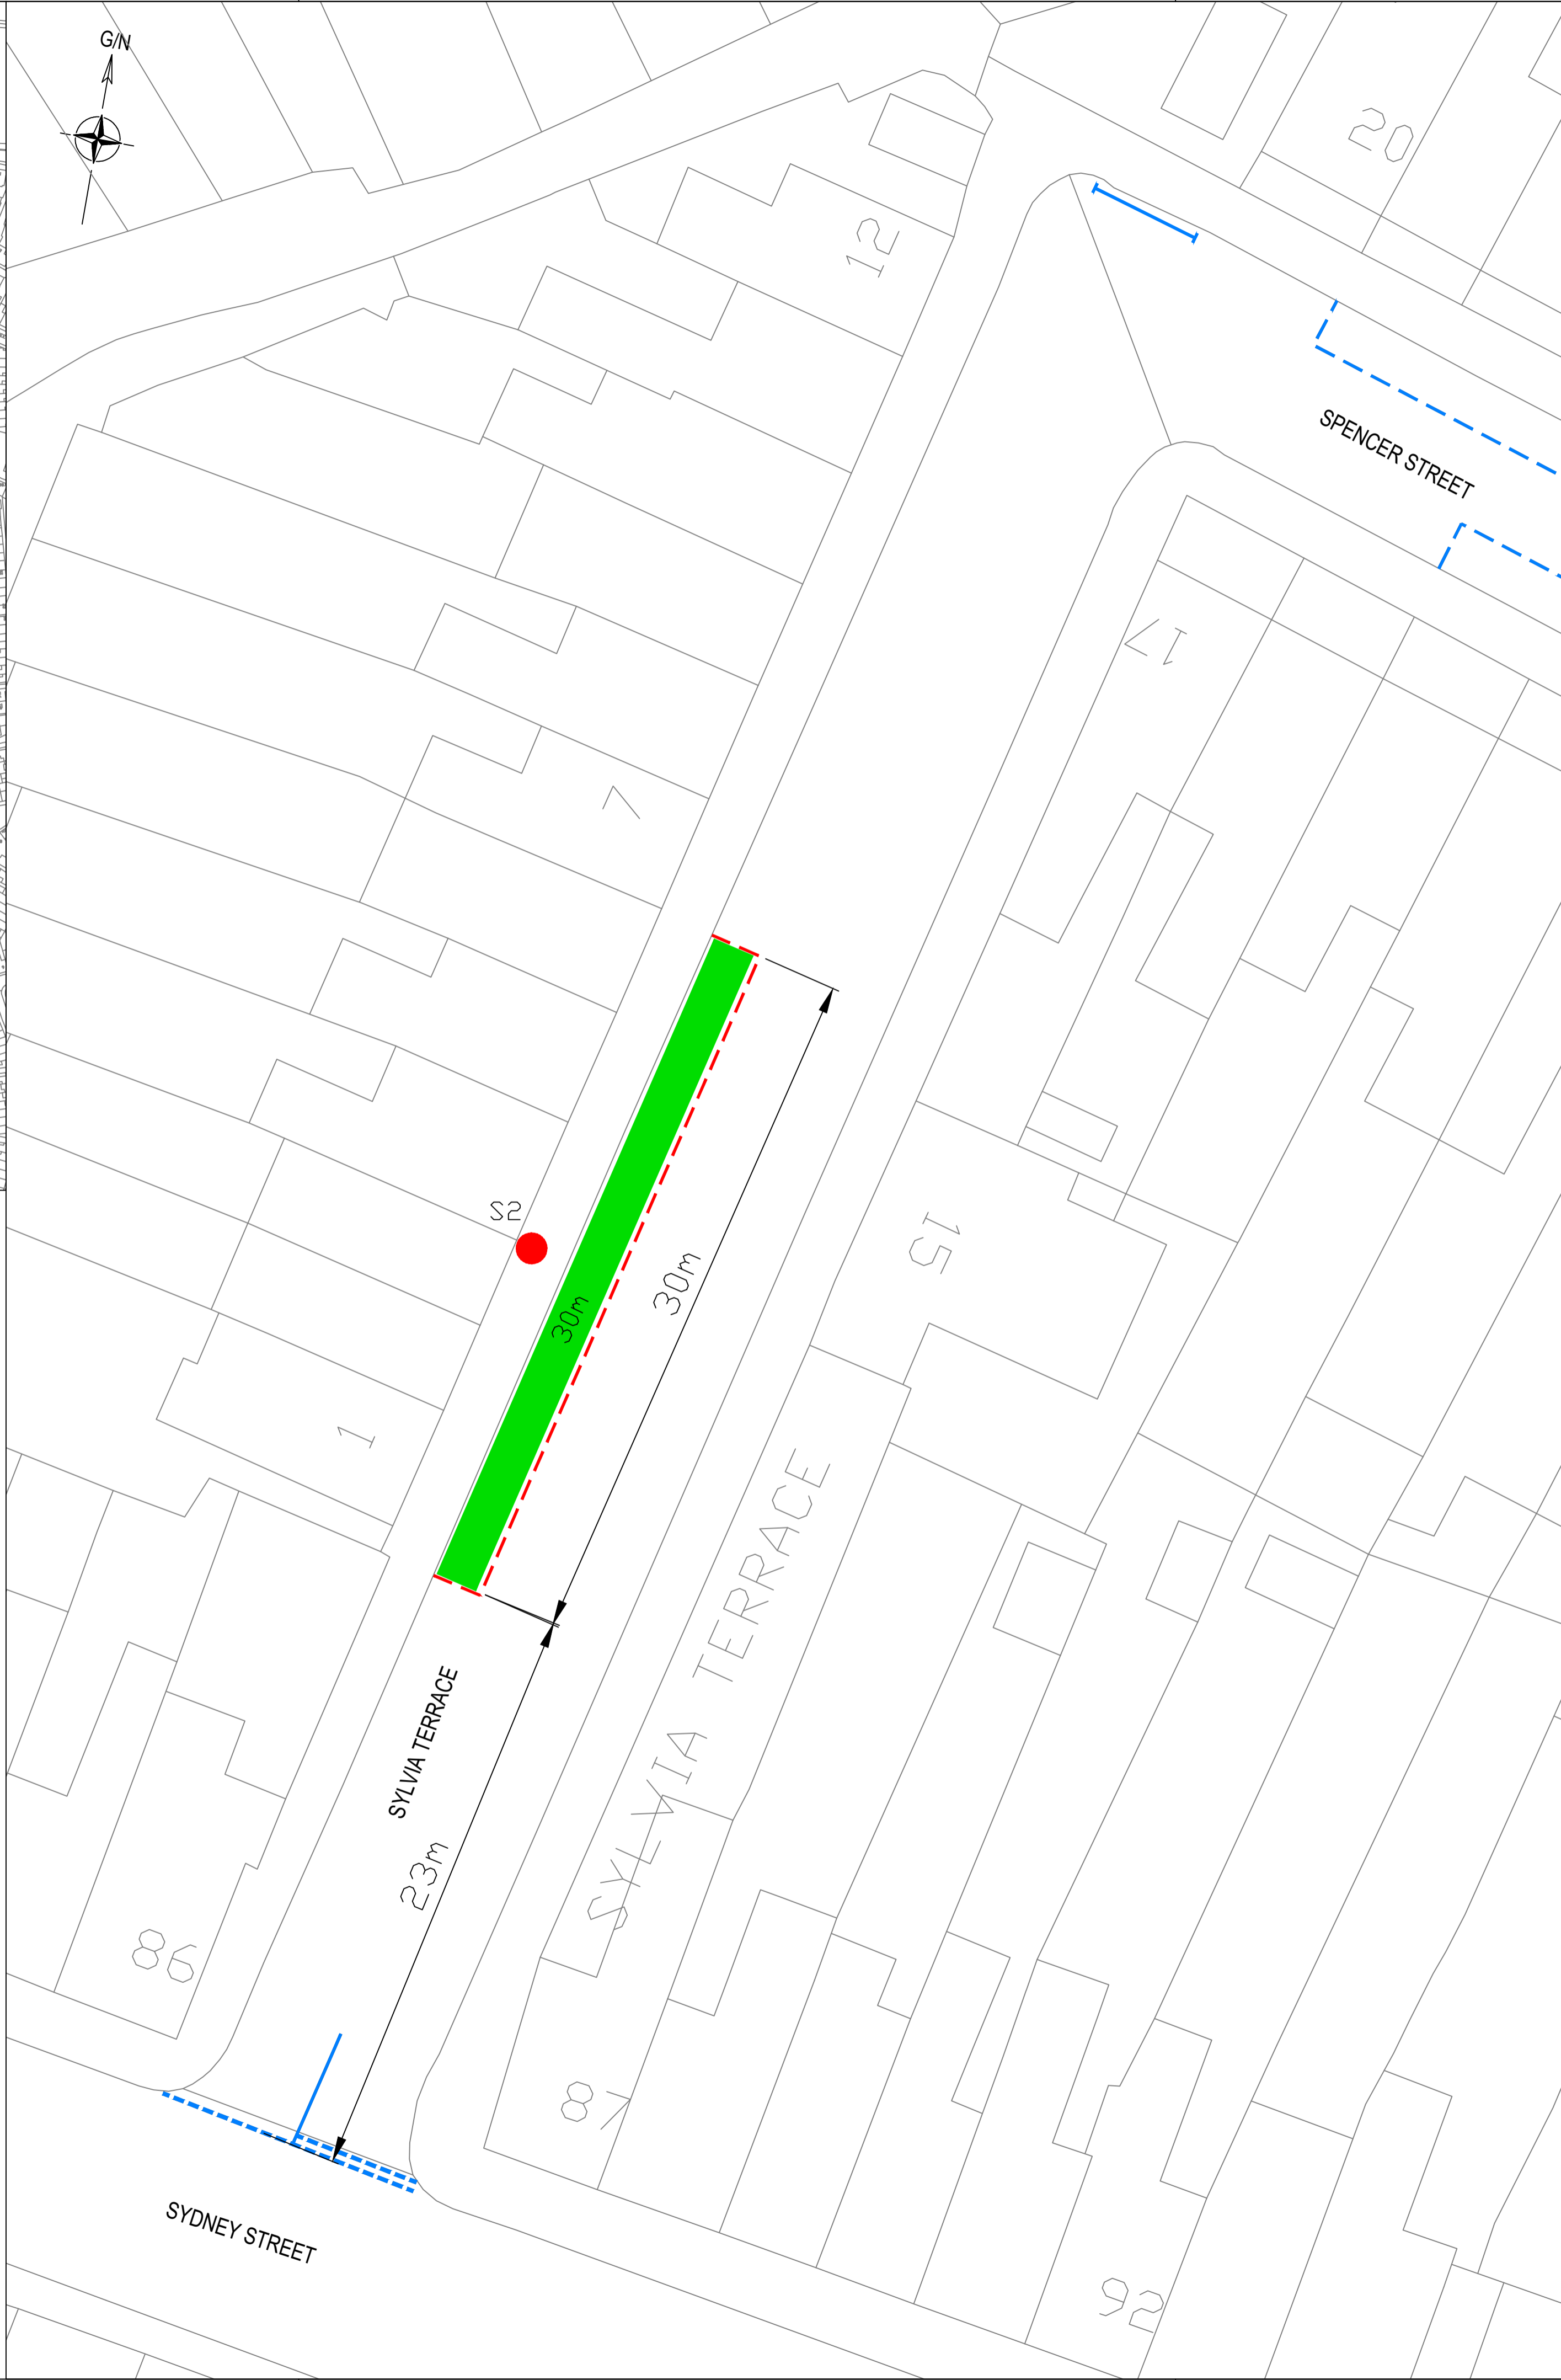 G/N
20
12
SPENCER STREET
17
7
S2
15
30m
30m
1
SYLVIA TERRACE
SYLVIA TERRACE
23m
86
87
SYDNEY STREET
92